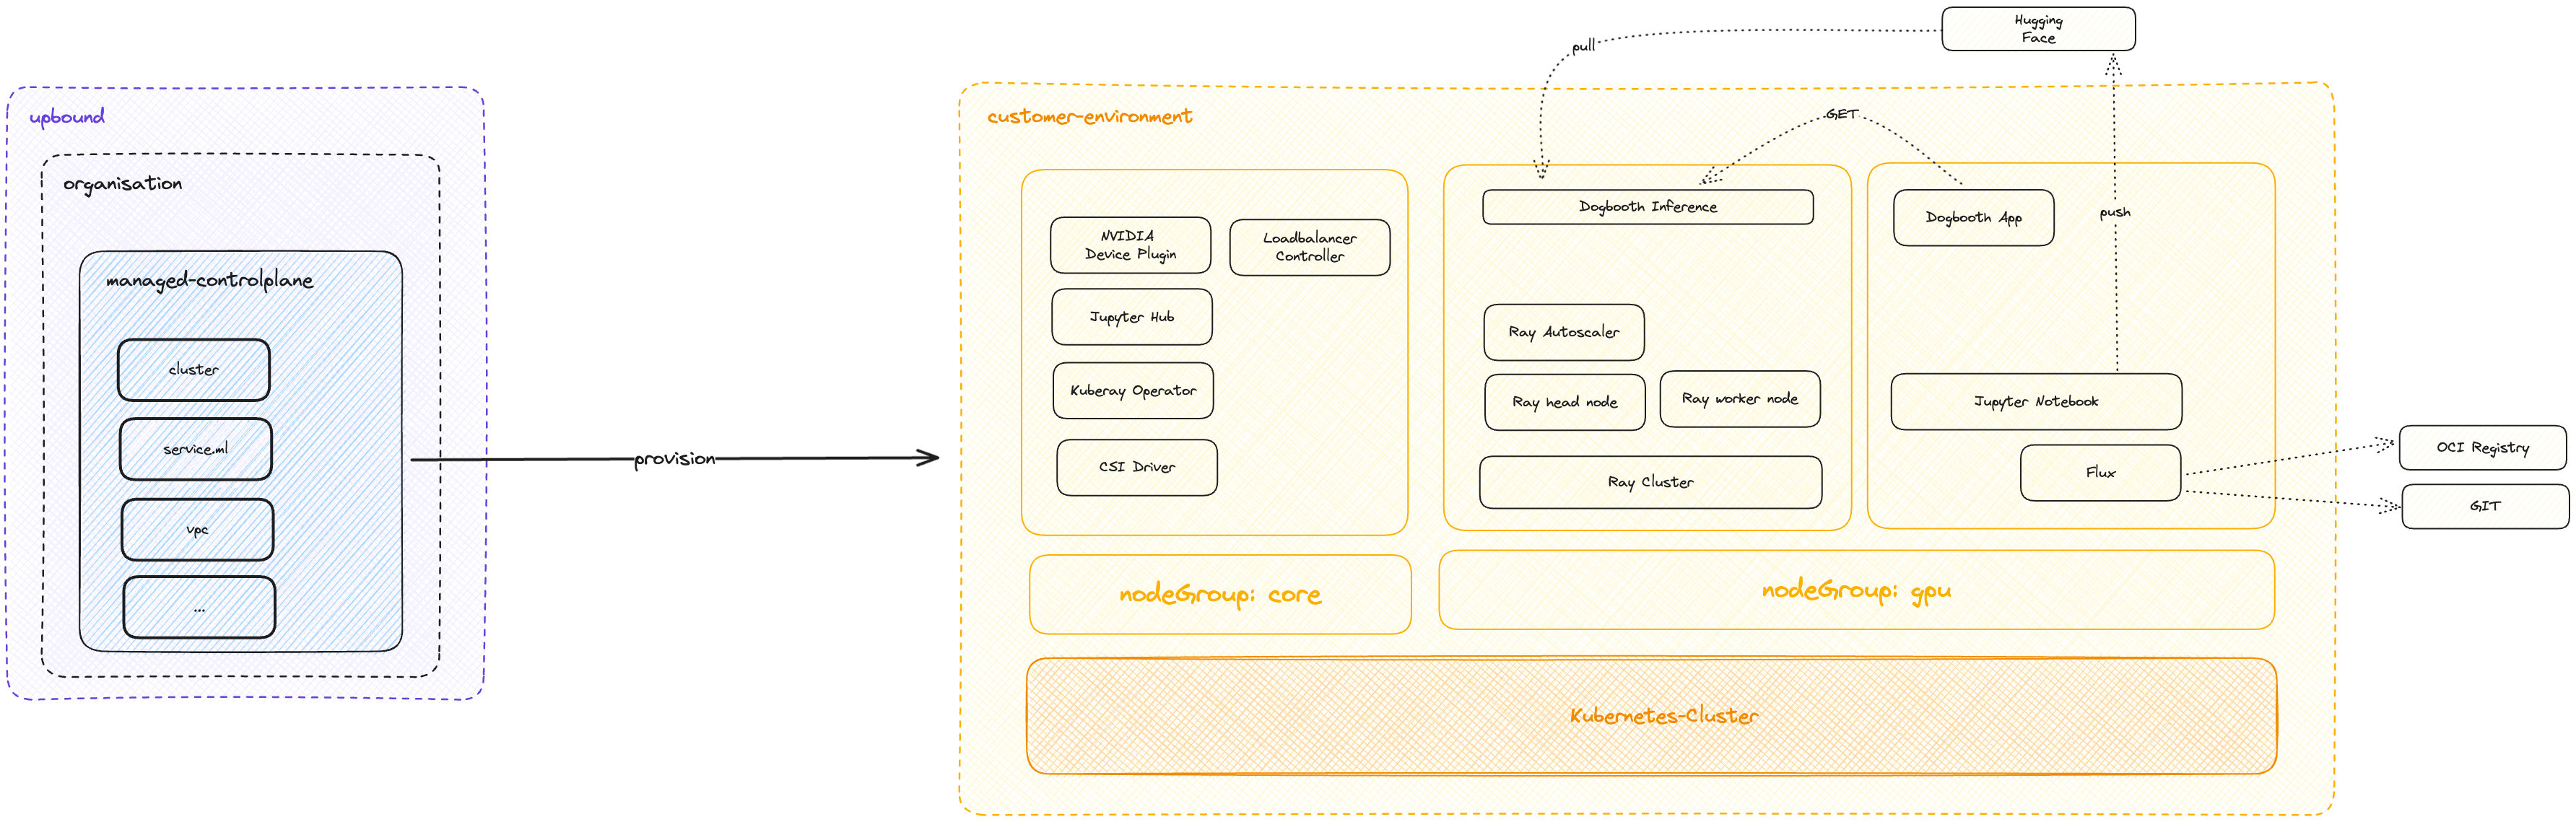 upbound
organisation
managed-controlplane
cluster
service.ml
vpc
...
provision
customer-environment
NVIDIA
Device Plugin
Loadbalancer
Controller
Jupyter Hub
Kuberay Operator
CSI Driver
nodeGroup: core
pull
Hugging
Face
GET
push
Dogbooth Inference
Ray Autoscaler
Ray head node
Ray worker node
Ray Cluster
Dogbooth App
Jupyter Notebook
Flux
nodeGroup: gpu
Kubernetes-Cluster
OCI Registry
GIT